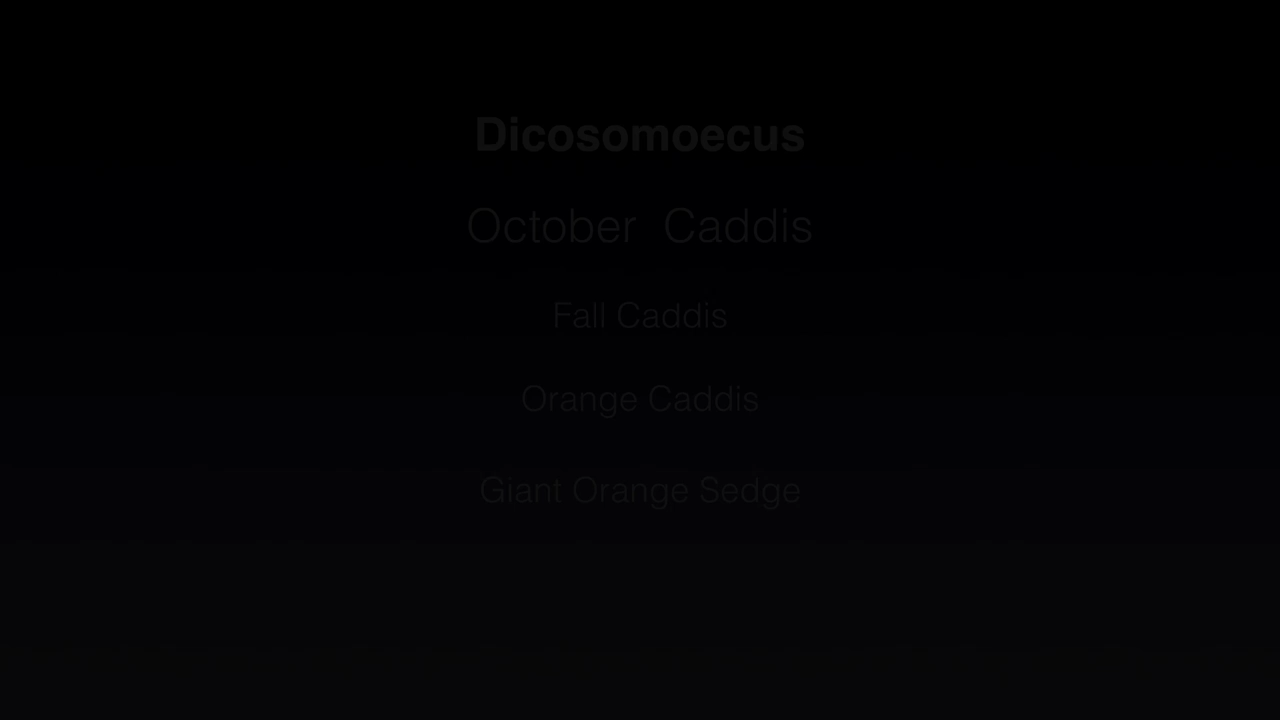 Dicosomoecus
October Caddis
Fall Caddis
Orange Caddis
Giant Orange Sedge